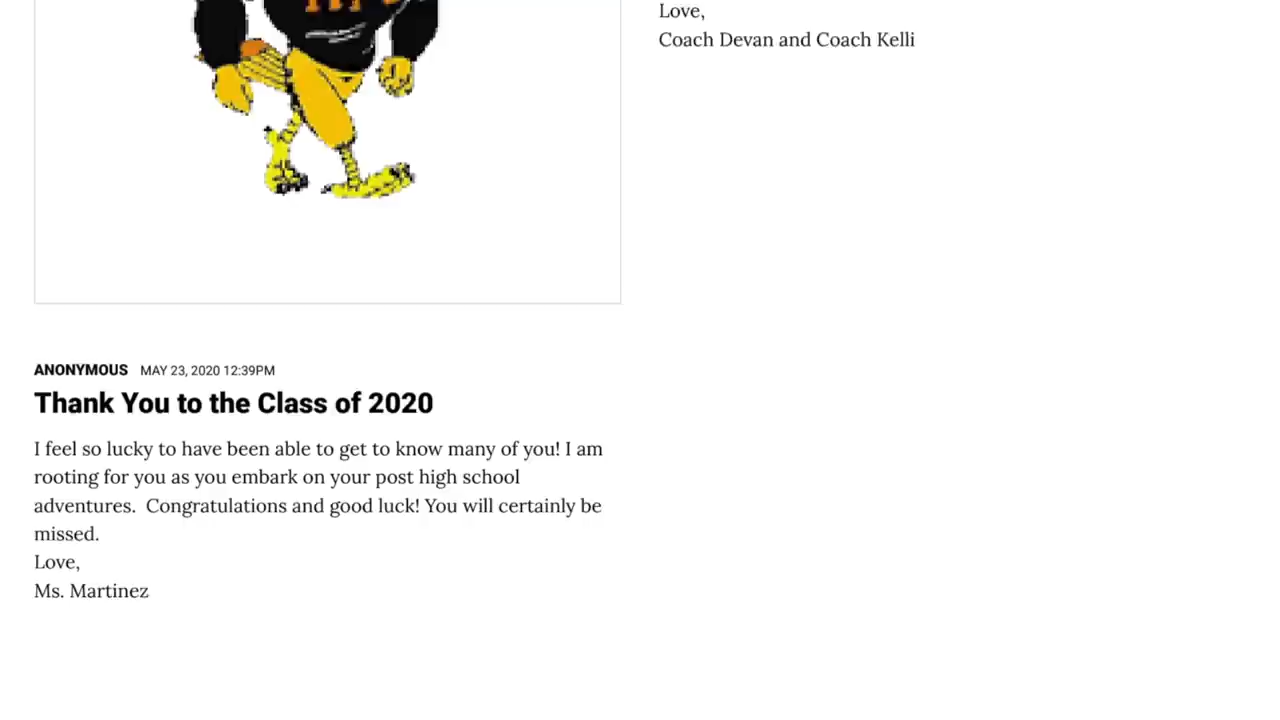 Love,
Coach Devan and Coach Kelli
ANONYMOUS MAY 23, 2020 12:39PM
Thank You to the Class of 2020
I feel so lucky to have been able to get to know many of you! I am
rooting for you as you embark on your post high school
adventures.  Congratulations and good luck! You will certainly be
missed.
Love,
Ms. Martinez